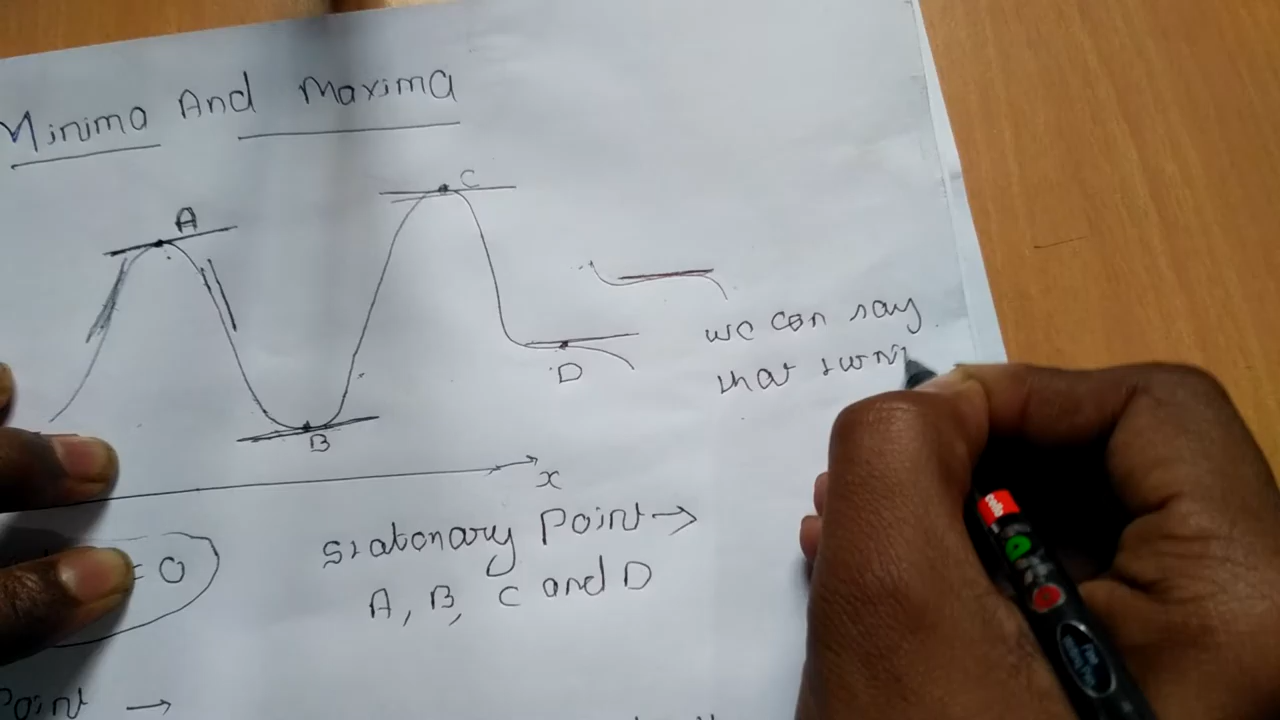 Minima And Maxima
A
C
B
D
x
we can say
that
= 0
Stationary Point →
A, B, C and D
Point →